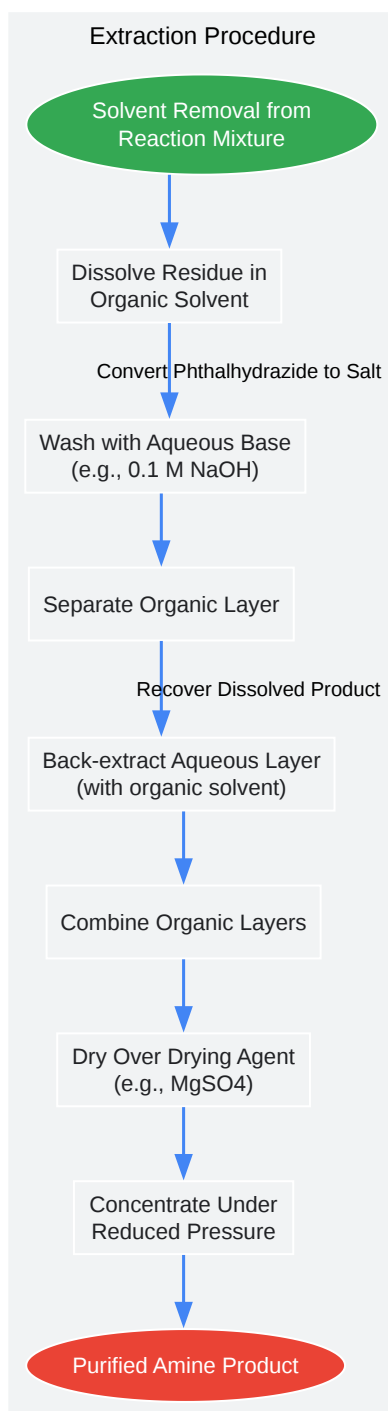 Extraction Procedure
Solvent Removal from
Reaction Mixture
Dissolve Residue in
Organic Solvent
Convert Phthalhydrazide to Salt
Wash with Aqueous Base
(e.g., 0.1 M NaOH)
Separate Organic Layer
Recover Dissolved Product
Back-extract Aqueous Layer
(with organic solvent)
Combine Organic Layers
Dry Over Drying Agent
(e.g., MgSO4)
Concentrate Under
Reduced Pressure
Purified Amine Product